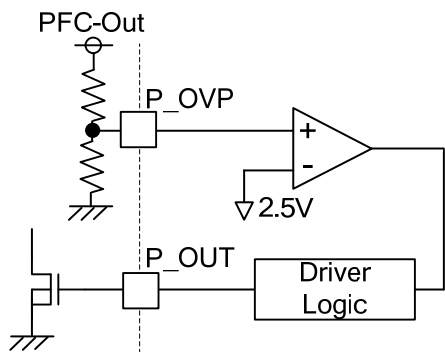 PFC-Out
P_OVP
+
-
2.5V
P_OUT
Driver
Logic